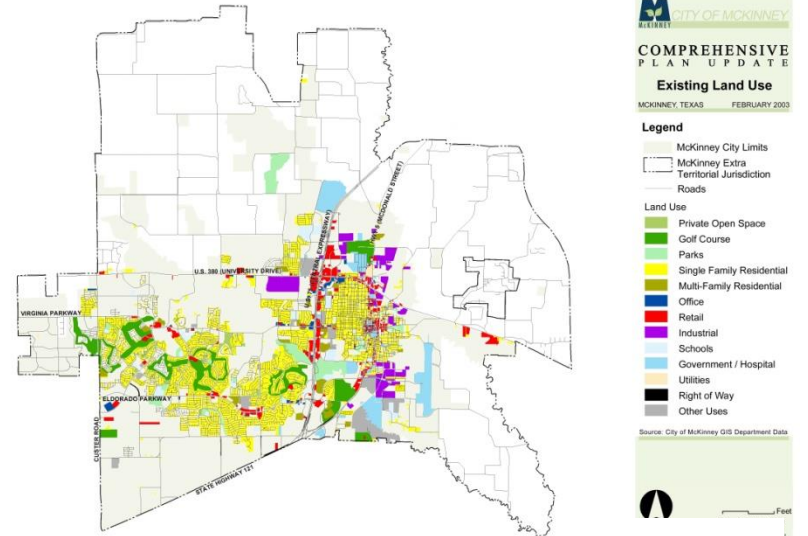 CITY OF MCKINNEY
MCKINNEY
COMPREHENSIVE
PLAN UPDATE
Existing Land Use
MCKINNEY, TEXAS FEBRUARY 2003
Legend
McKinney City Limits
McKinney Extra
Territorial Jurisdiction
Roads
Land Use
Private Open Space
Golf Course
Parks
Single Family Residential
Multi-Family Residential
Office
Retail
Industrial
Schools
Government / Hospital
Utilities
Right of Way
Other Uses
Source: City of McKinney GIS Department Data
Feet
U.S. 380 (UNIVERSITY DRIVE)
VIRGINIA PARKWAY
ELDORADO PARKWAY
CUSTER ROAD
STATE HIGHWAY 121
CENTRAL EXPRESSWAY)
(MCDONALD STREET)